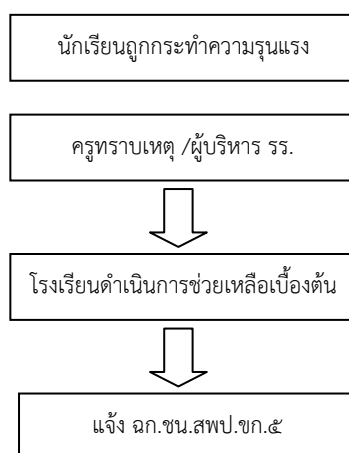 นักเรียนถูกกระทำความรุนแรง
ครูทราบเหตุ /ผู้บริหาร รร.
โรงเรียนดำเนินการช่วยเหลือเบื้องต้น
แจ้ง ฉก.ชน.สพป.ขก.๕